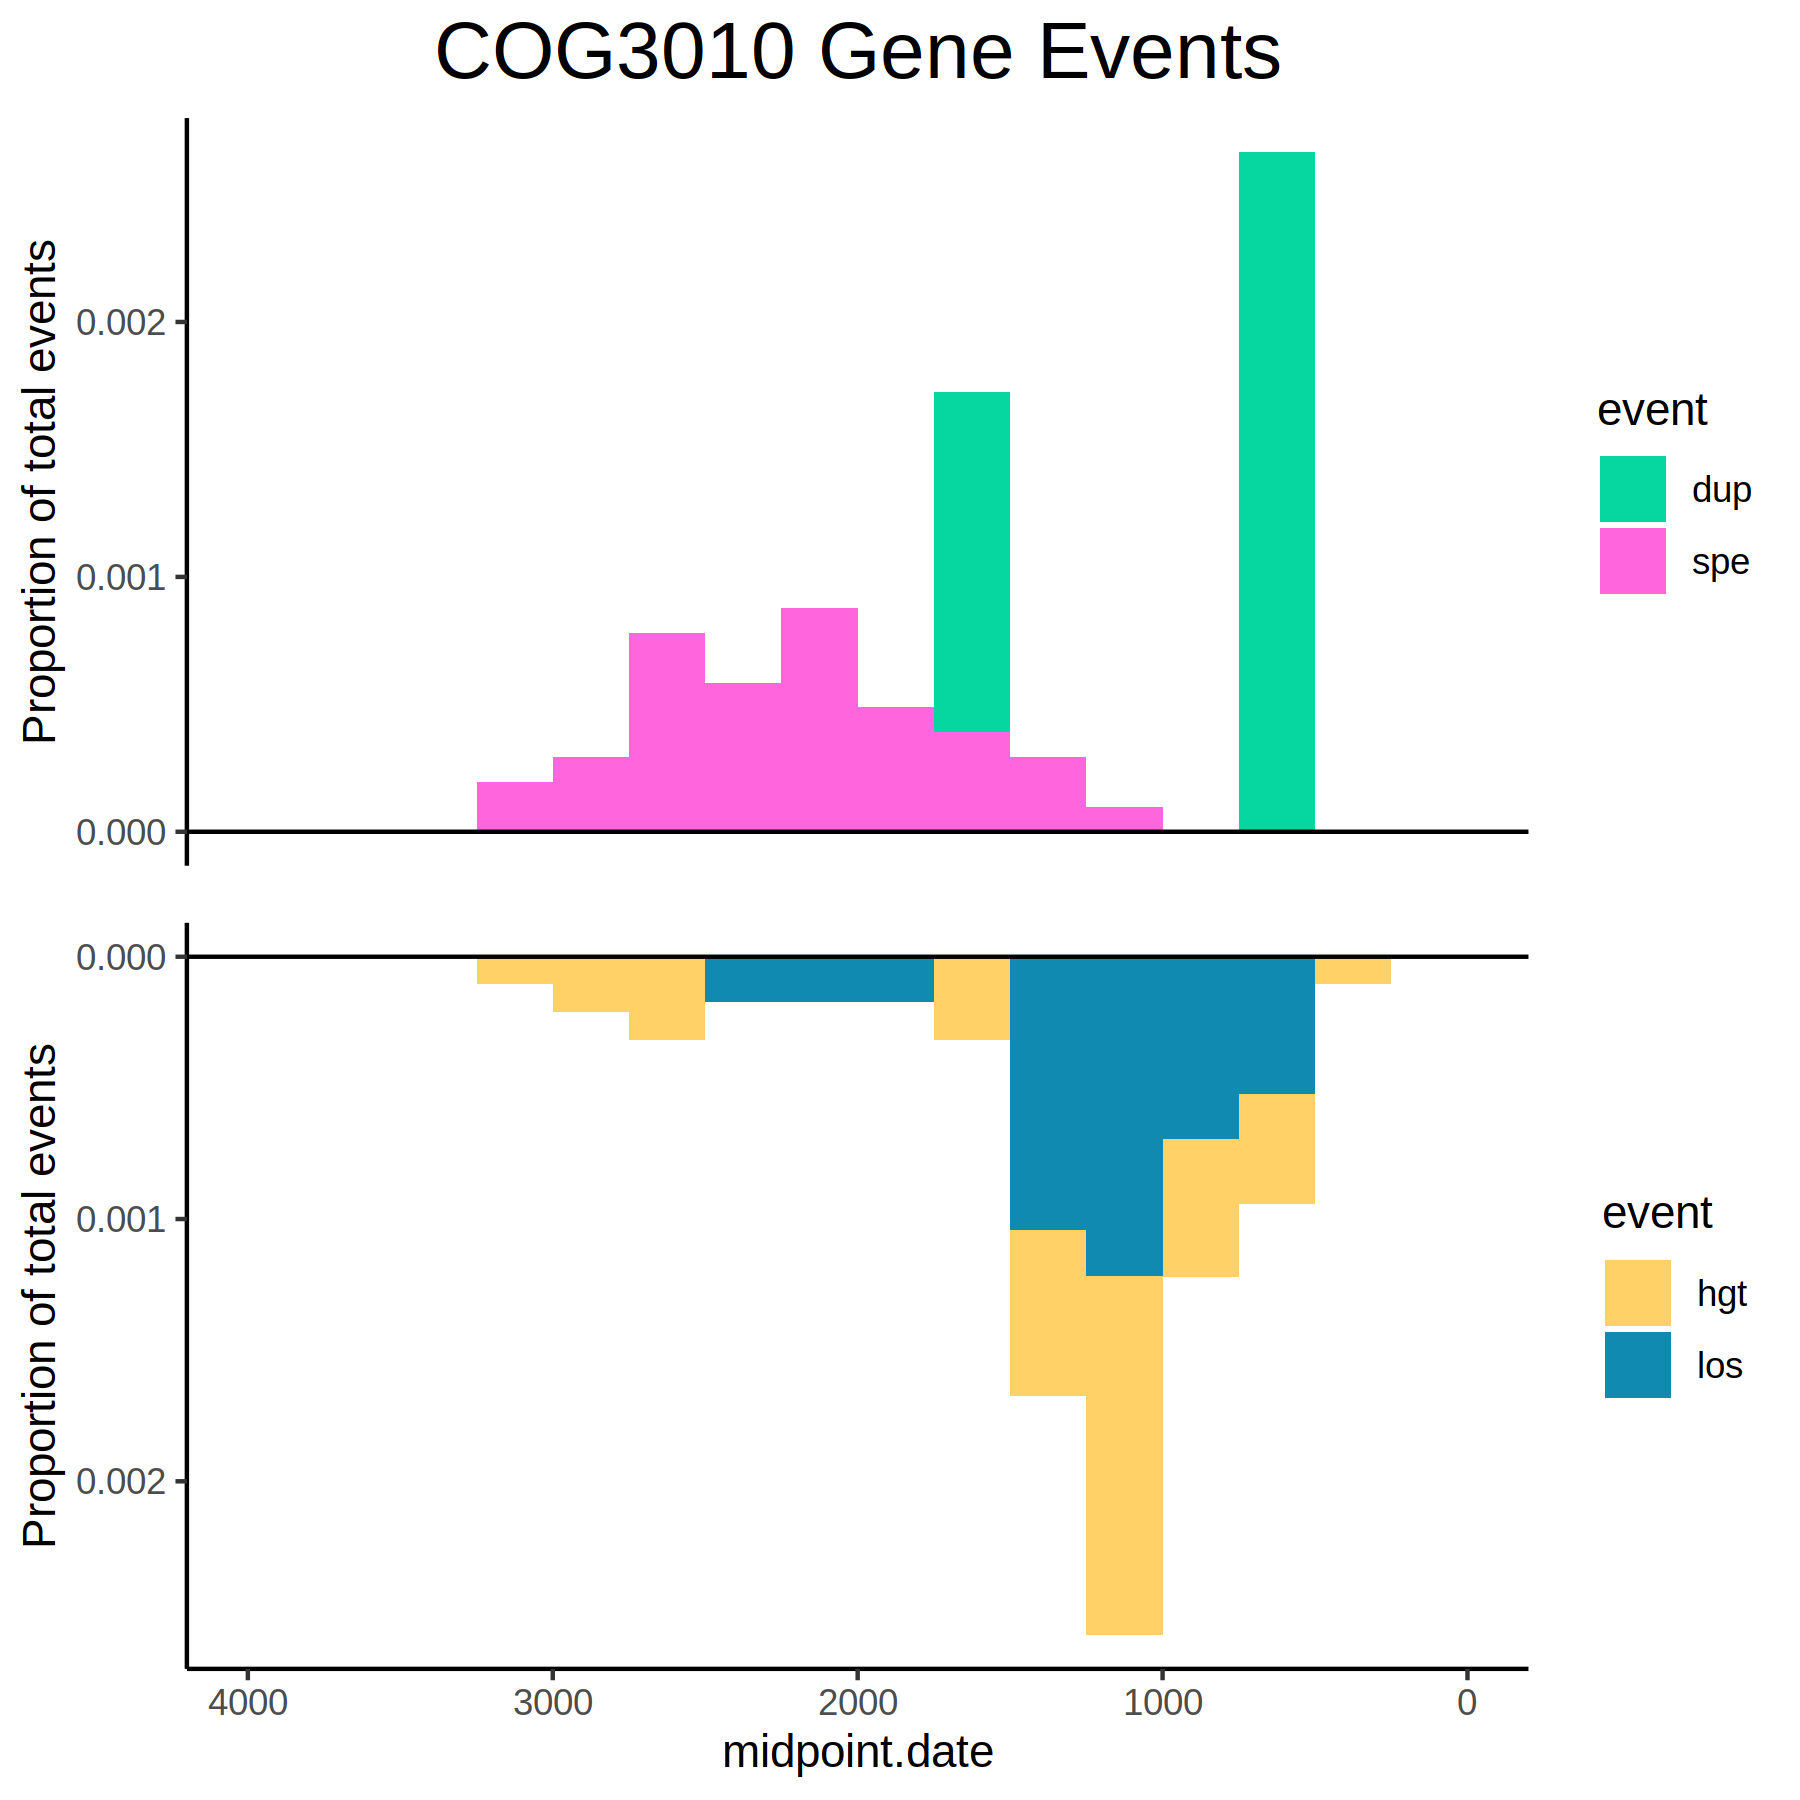 COG3010 Gene Events
Proportion of total events
0.002
0.001
0.000
event
dup
spe
Proportion of total events
0.000
0.001
0.002
event
hgt
los
4000 3000 2000 1000 0
midpoint.date